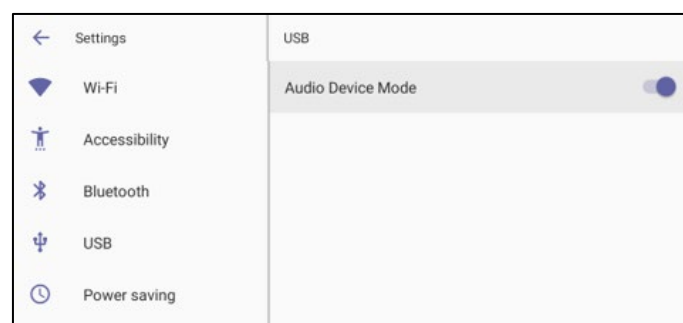 Settings
Wi-Fi
Accessibility
Bluetooth
USB
Power saving
USB
Audio Device Mode